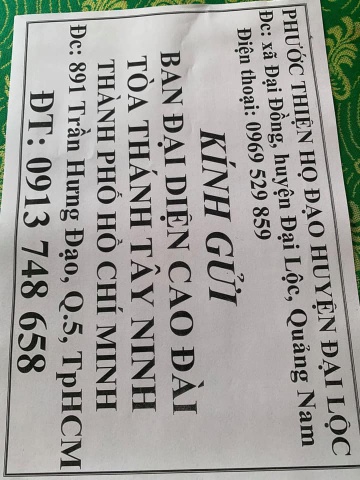 PHƯỚC THIỆN HỌ ĐẠO HUYỆN ĐẠI LỘC
Đc: xã Đại Đồng, huyện Đại Lộc, Quảng Nam
Điện thoại: 0969 529 859
KÍNH GỬI
BAN ĐẠI DIỆN CAO ĐÀI
TÒA THÁNH TÂY NINH
THÀNH PHỐ HỒ CHÍ MINH
Đc: 891 Trần Hưng Đạo, Q.5, TpHCM
ĐT: 0913 748 658